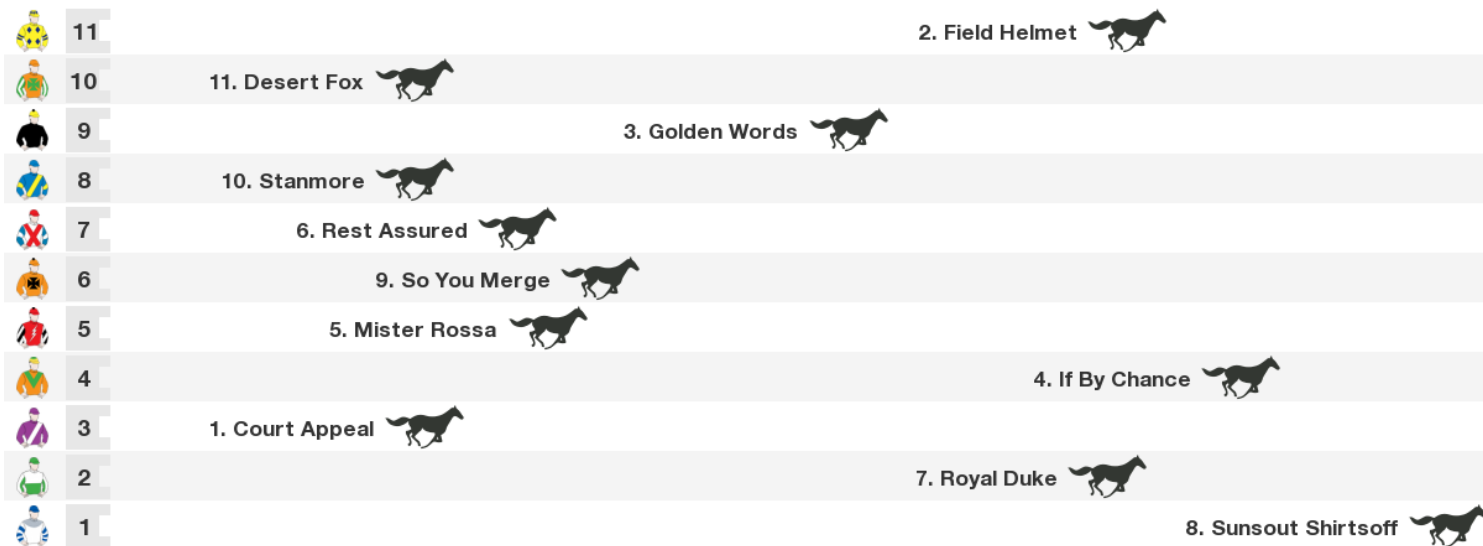 11 2. Field Helmet
10 11. Desert Fox
9 3. Golden Words
8 10. Stanmore
7 6. Rest Assured
6 9. So You Merge
5 5. Mister Rossa
4 4. If By Chance
3 1. Court Appeal
2 7. Royal Duke
1 8. Sunsout Shirtsoff